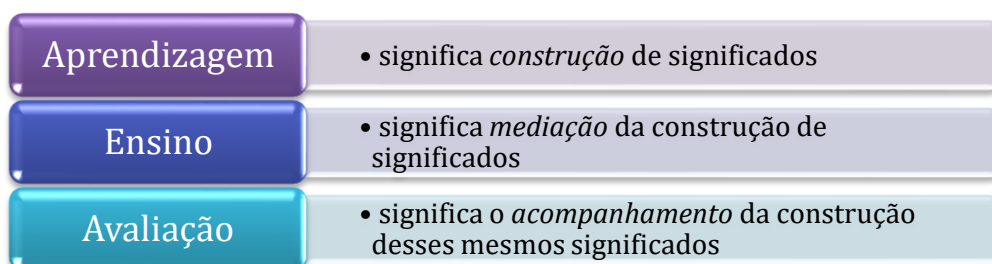 Aprendizagem
• significa construção de significados
Ensino
• significa mediação da construção de
significados
Avaliação
• significa o acompanhamento da construção
desses mesmos significados